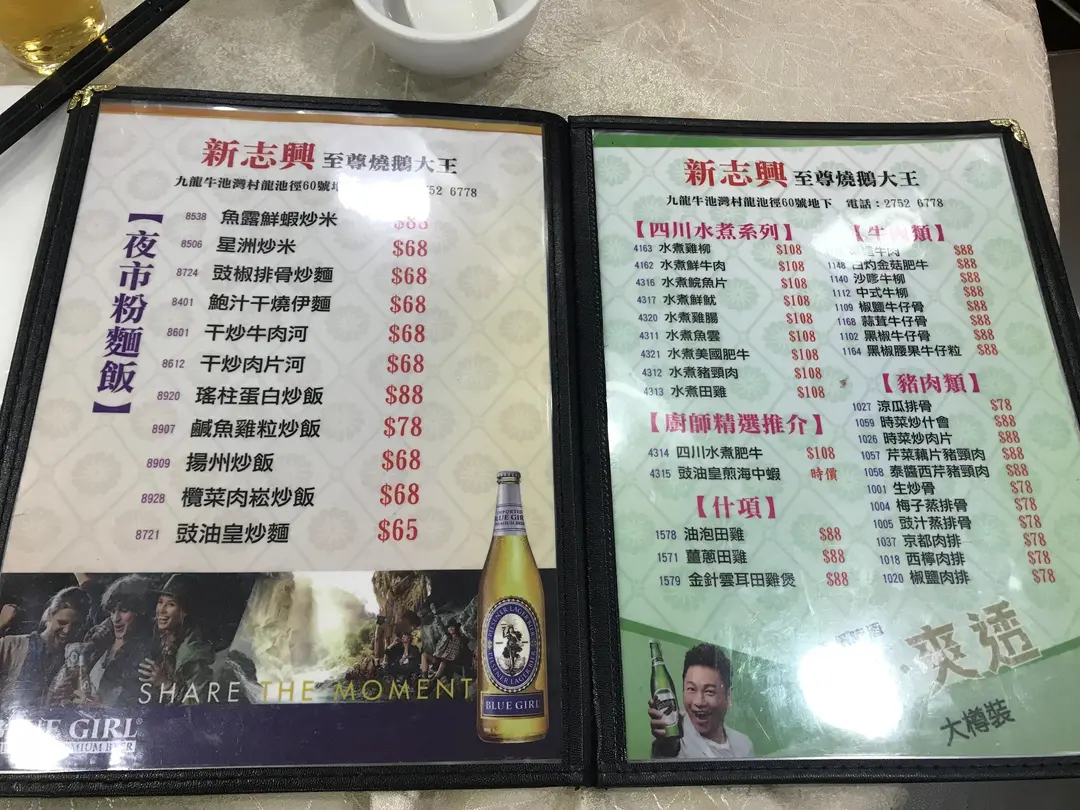 新志興 至尊燒鵝大王
九龍牛池灣村龍池徑60號地 2752 6778
【夜市粉麵飯】
8538 魚露鮮蝦炒米 $88
8506 星洲炒米 $68
8724 豉椒排骨炒麵 $68
8401 鮑汁干燒伊麵 $68
8601 干炒牛肉河 $68
8612 干炒肉片河 $68
8920 瑤柱蛋白炒飯 $88
8907 鹹魚雞粒炒飯 $78
8909 揚州炒飯 $68
8928 欖菜肉崧炒飯 $68
8721 豉油皇炒麵 $65
SHARE THE MOMENT
BLUE GIRL
PREMIUM BEER
IMPORTED
BLUE GIRL
PREMIUM BEER
PILSENER LAGER
BLUE GIRL
新志興 至尊燒鵝大王
九龍牛池灣村龍池徑60號地下 電話:2752 6778
【四川水煮系列】
4163 水煮雞柳 $108
4162 水煮鮮牛肉 $108
4316 水煮鯇魚片 $108
4317 水煮鮮魷 $108
4320 水煮雞腸 $108
4311 水煮魚雲 $108
4321 水煮美國肥牛 $108
4312 水煮豬頸肉 $108
4313 水煮田雞 $108
【廚師精選推介】
4314 四川水煮肥牛 $108
4315 豉油皇煎海中蝦 時價
【什項】
1578 油泡田雞 $88
1571 薑蔥田雞 $88
1579 金針雲耳田雞煲 $88
【牛肉類】
牛肉 $88
1148 白灼金菇肥牛 $88
1140 沙嗲牛柳 $88
1112 中式牛柳 $88
1109 椒鹽牛仔骨 $88
1168 蒜茸牛仔骨 $88
1102 黑椒牛仔骨 $88
1164 黑椒腰果牛仔粒 $88
【豬肉類】
1027 涼瓜排骨 $78
1059 時菜炒什會 $88
1026 時菜炒肉片 $88
1057 芹菜藕片豬頸肉 $88
1058 泰醬西芹豬頸肉 $88
1001 生炒骨 $78
1004 梅子蒸排骨 $78
1005 豉汁蒸排骨 $78
1037 京都肉排 $78
1018 西檸肉排 $78
1020 椒鹽肉排 $78
爽透
大樽裝